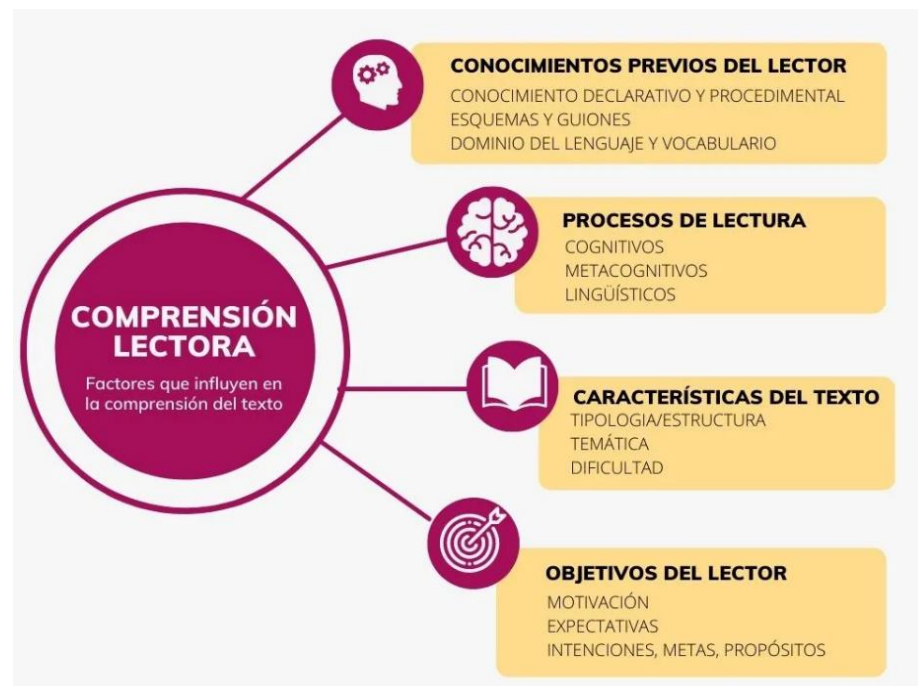 CONOCIMIENTOS PREVIOS DEL LECTOR
CONOCIMIENTO DECLARATIVO Y PROCEDIMENTAL
ESQUEMAS Y GUIONES
DOMINIO DEL LENGUAJE Y VOCABULARIO
PROCESOS DE LECTURA
COGNITIVOS
METACOGNITIVOS
LINGÜÍSTICOS
COMPRENSIÓN
LECTORA
Factores que influyen en
la comprensión del texto
CARACTERÍSTICAS DEL TEXTO
TIPOLOGIA/ESTRUCTURA
TEMÁTICA
DIFICULTAD
OBJETIVOS DEL LECTOR
MOTIVACIÓN
EXPECTATIVAS
INTENCIONES, METAS, PROPÓSITOS